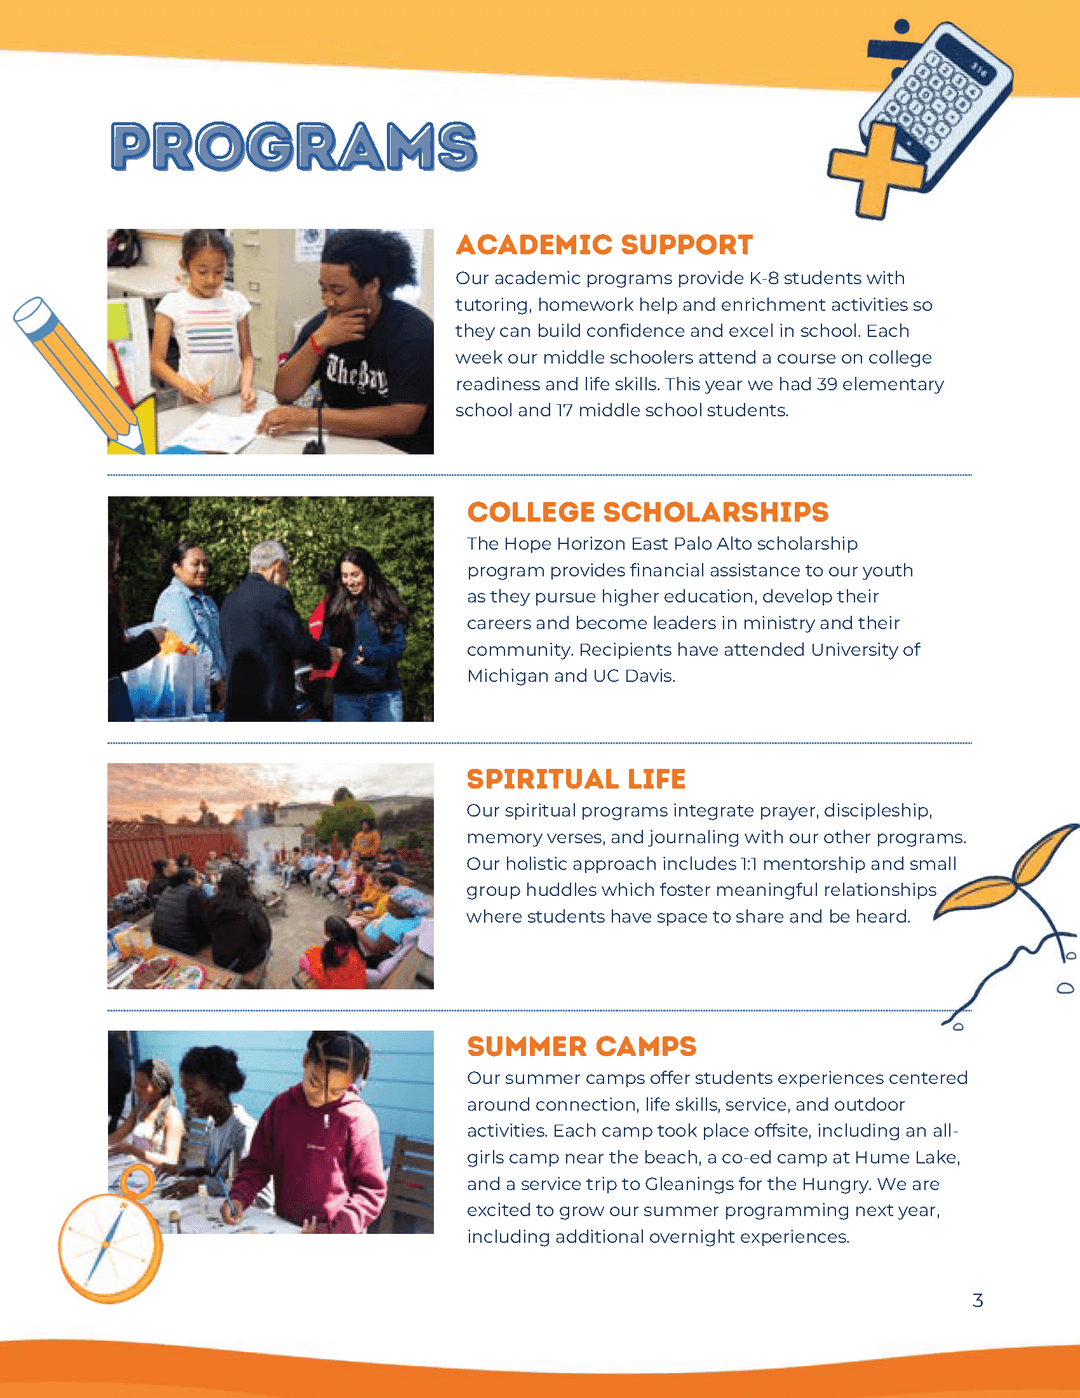 316
PROGRAMS
ACADEMIC SUPPORT
Our academic programs provide K-8 students with
tutoring, homework help and enrichment activities so
they can build confidence and excel in school. Each
week our middle schoolers attend a course on college
readiness and life skills. This year we had 39 elementary
school and 17 middle school students.
The Bay
COLLEGE SCHOLARSHIPS
The Hope Horizon East Palo Alto scholarship
program provides financial assistance to our youth
as they pursue higher education, develop their
careers and become leaders in ministry and their
community. Recipients have attended University of
Michigan and UC Davis.
SPIRITUAL LIFE
Our spiritual programs integrate prayer, discipleship,
memory verses, and journaling with our other programs.
Our holistic approach includes 1:1 mentorship and small
group huddles which foster meaningful relationships
where students have space to share and be heard.
SUMMER CAMPS
Our summer camps offer students experiences centered
around connection, life skills, service, and outdoor
activities. Each camp took place offsite, including an all-
girls camp near the beach, a co-ed camp at Hume Lake,
and a service trip to Gleanings for the Hungry. We are
excited to grow our summer programming next year,
including additional overnight experiences.
3